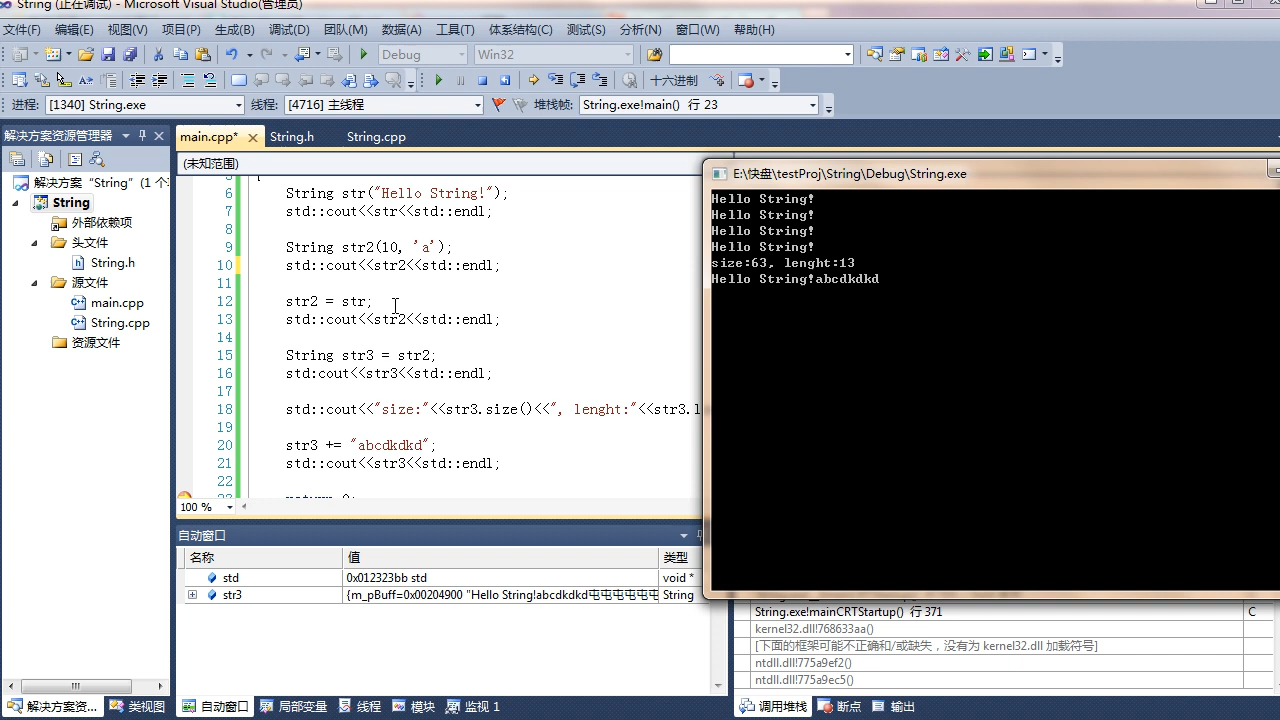 String (正在调试) - Microsoft Visual Studio(管理员)
文件(F) 编辑(E) 视图(V) 项目(P) 生成(B) 调试(D) 团队(M) 数据(A) 工具(T) 体系结构(C) 测试(S) 分析(N) 窗口(W) 帮助(H)
Debug Win32
十六进制
进程: [1340] String.exe 线程: [4716] 主线程 堆栈帧: String.exe!main() 行 23
解决方案资源管理器
解决方案 "String" (1 个
String
外部依赖项
头文件
String.h
源文件
main.cpp
String.cpp
资源文件
main.cpp* String.h String.cpp
(未知范围)
6 String str("Hello String!");
7 std::cout<<str<<std::endl;
8
9 String str2(10, 'a');
10 std::cout<<str2<<std::endl;
11
12 str2 = str;
13 std::cout<<str2<<std::endl;
14
15 String str3 = str2;
16 std:cout<<str3<<std::endl;
17
18 std::cout<<"size:"<<str3.size()<<", lenght:"<<str3.l
19
20 str3 += "abcdkdkd";
21 std::cout<<str3<<std::endl;
22
100 %
E:\快盘\testProj\String\Debug\String.exe
Hello String!
Hello String!
Hello String!
Hello String!
size:63, lenght:13
Hello String!abcdkdkd
自动窗口
名称 值 类型
std 0x012323bb std void *
str3 {m_pBuff=0x00204900 "Hello String!abcdkdkd屯屯屯屯屯 String
String.exe!mainCRTStartup() 行 371 C
kernel32.dll!768633aa()
[下面的框架可能不正确和/或缺失，没有为 kernel32.dll 加载符号]
ntdll.dll!775a9ef2()
ntdll.dll!775a9ec5()
解决方案资... 类视图 自动窗口 局部变量 线程 模块 监视 1 调用堆栈 断点 输出